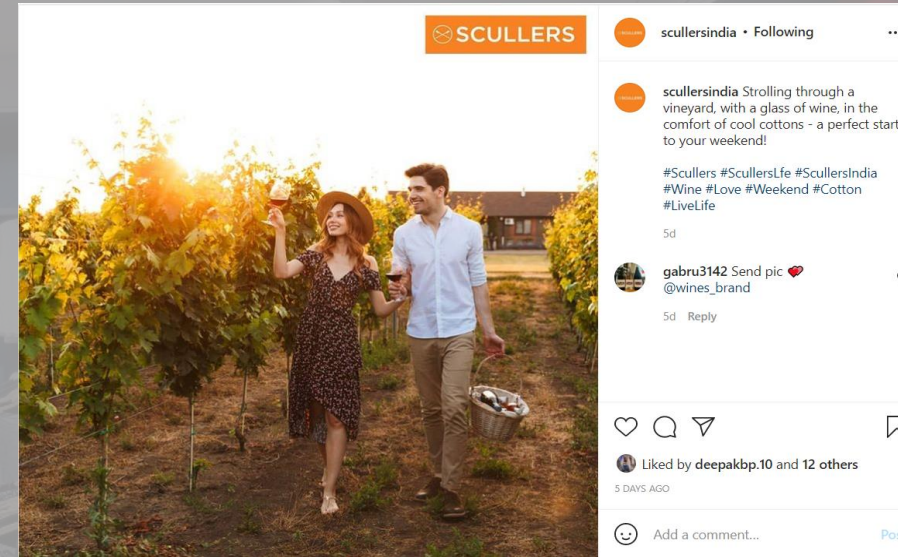 SCULLERS
scullersindia • Following
scullersindia Strolling through a
vineyard, with a glass of wine, in the
comfort of cool cottons - a perfect start
to your weekend!
#Scullers #ScullersLfe #ScullersIndia
#Wine #Love #Weekend #Cotton
#LiveLife
5d
gabru3142 Send pic 💕
@wines_brand
5d Reply
Liked by deepakbp.10 and 12 others
5 DAYS AGO
Add a comment...